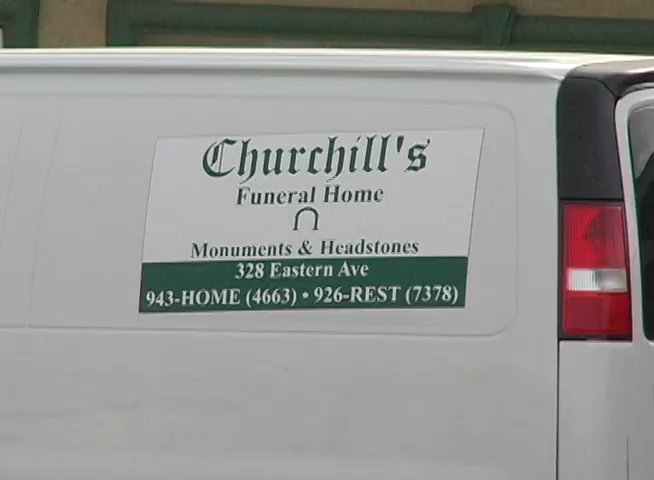 Churchill's
Funeral Home
Monuments & Headstones
328 Eastern Ave
943-HOME (4663) • 926-REST (7378)